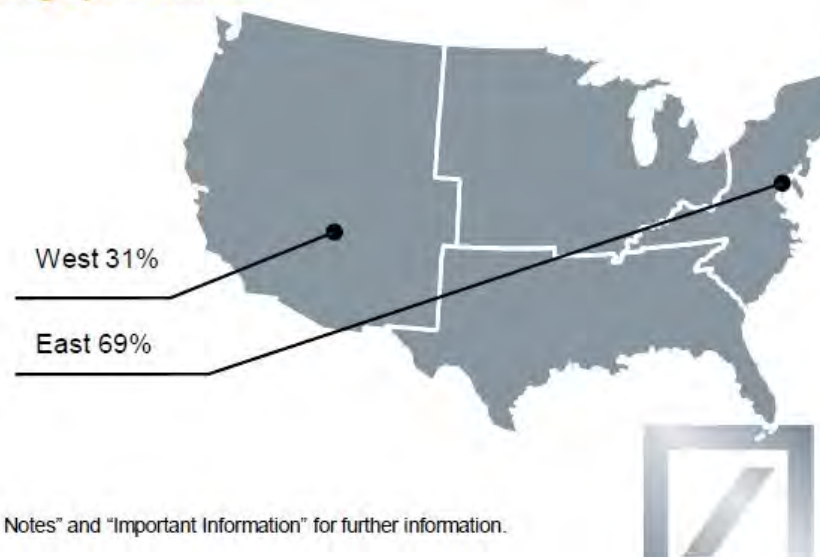 West 31%
East 69%
Notes” and “Important Information” for further information.